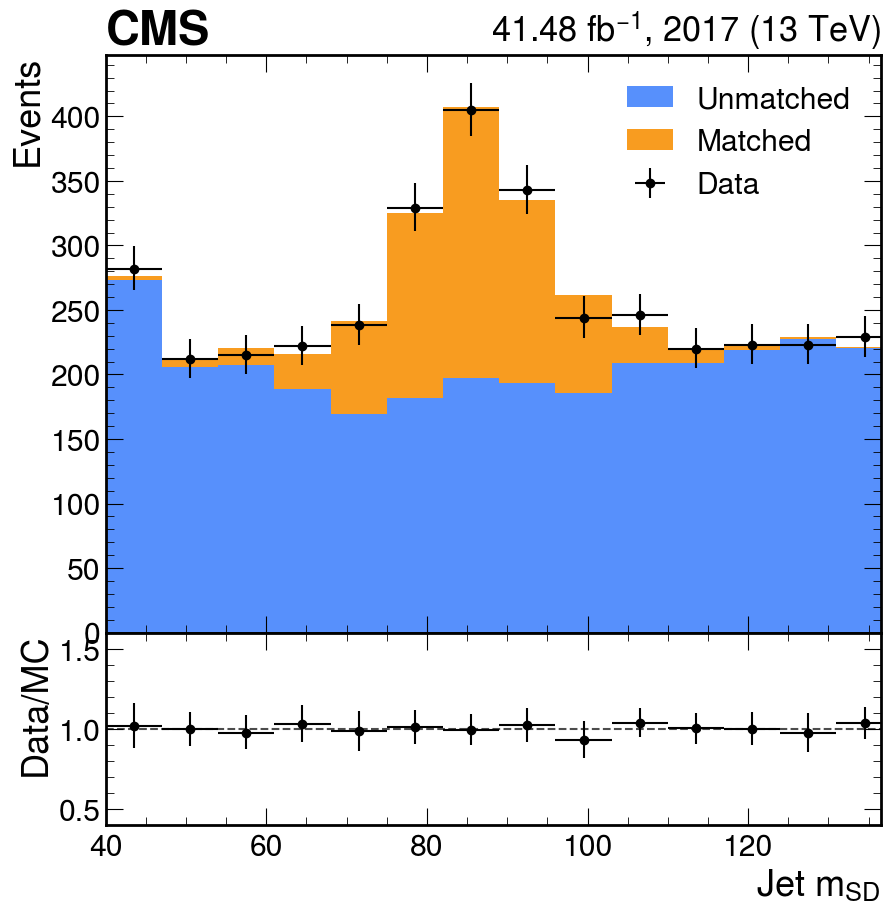 CMS 41.48 fb⁻¹, 2017 (13 TeV)
Events
Unmatched
Matched
Data
400
350
300
250
200
150
100
50
0
Data/MC
1.5
1.0
0.5
40 60 80 100 120
Jet m_SD